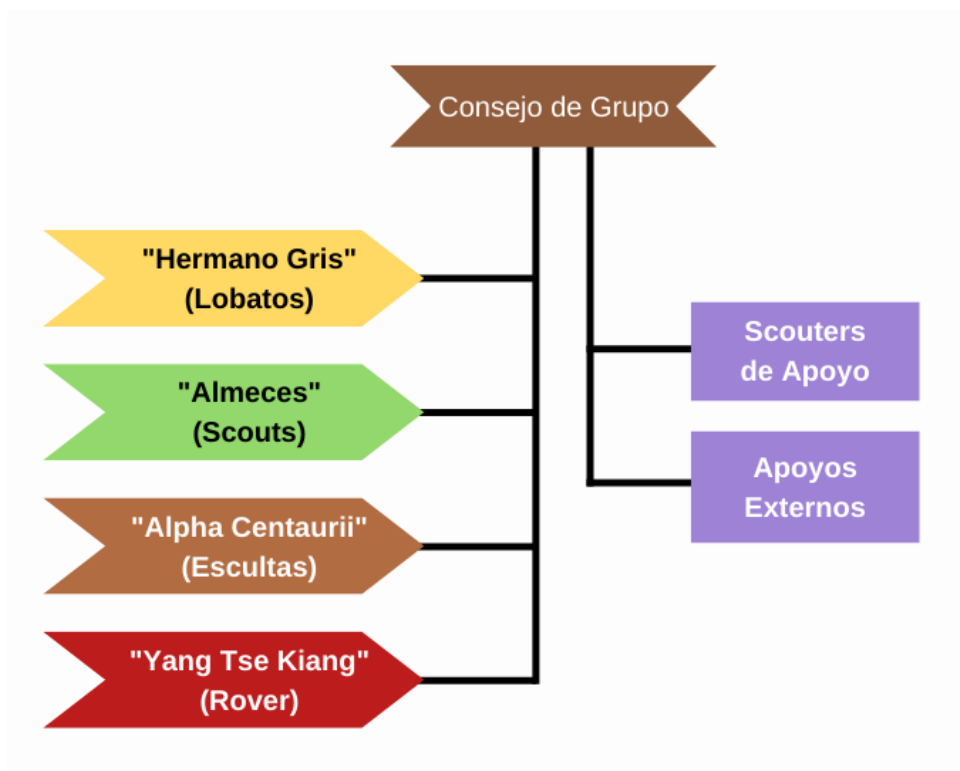 Consejo de Grupo
"Hermano Gris"
(Lobatos)
"Almeces"
(Scouts)
"Alpha Centaurii"
(Escultas)
"Yang Tse Kiang"
(Rover)
Scouters
de Apoyo
Apoyos
Externos